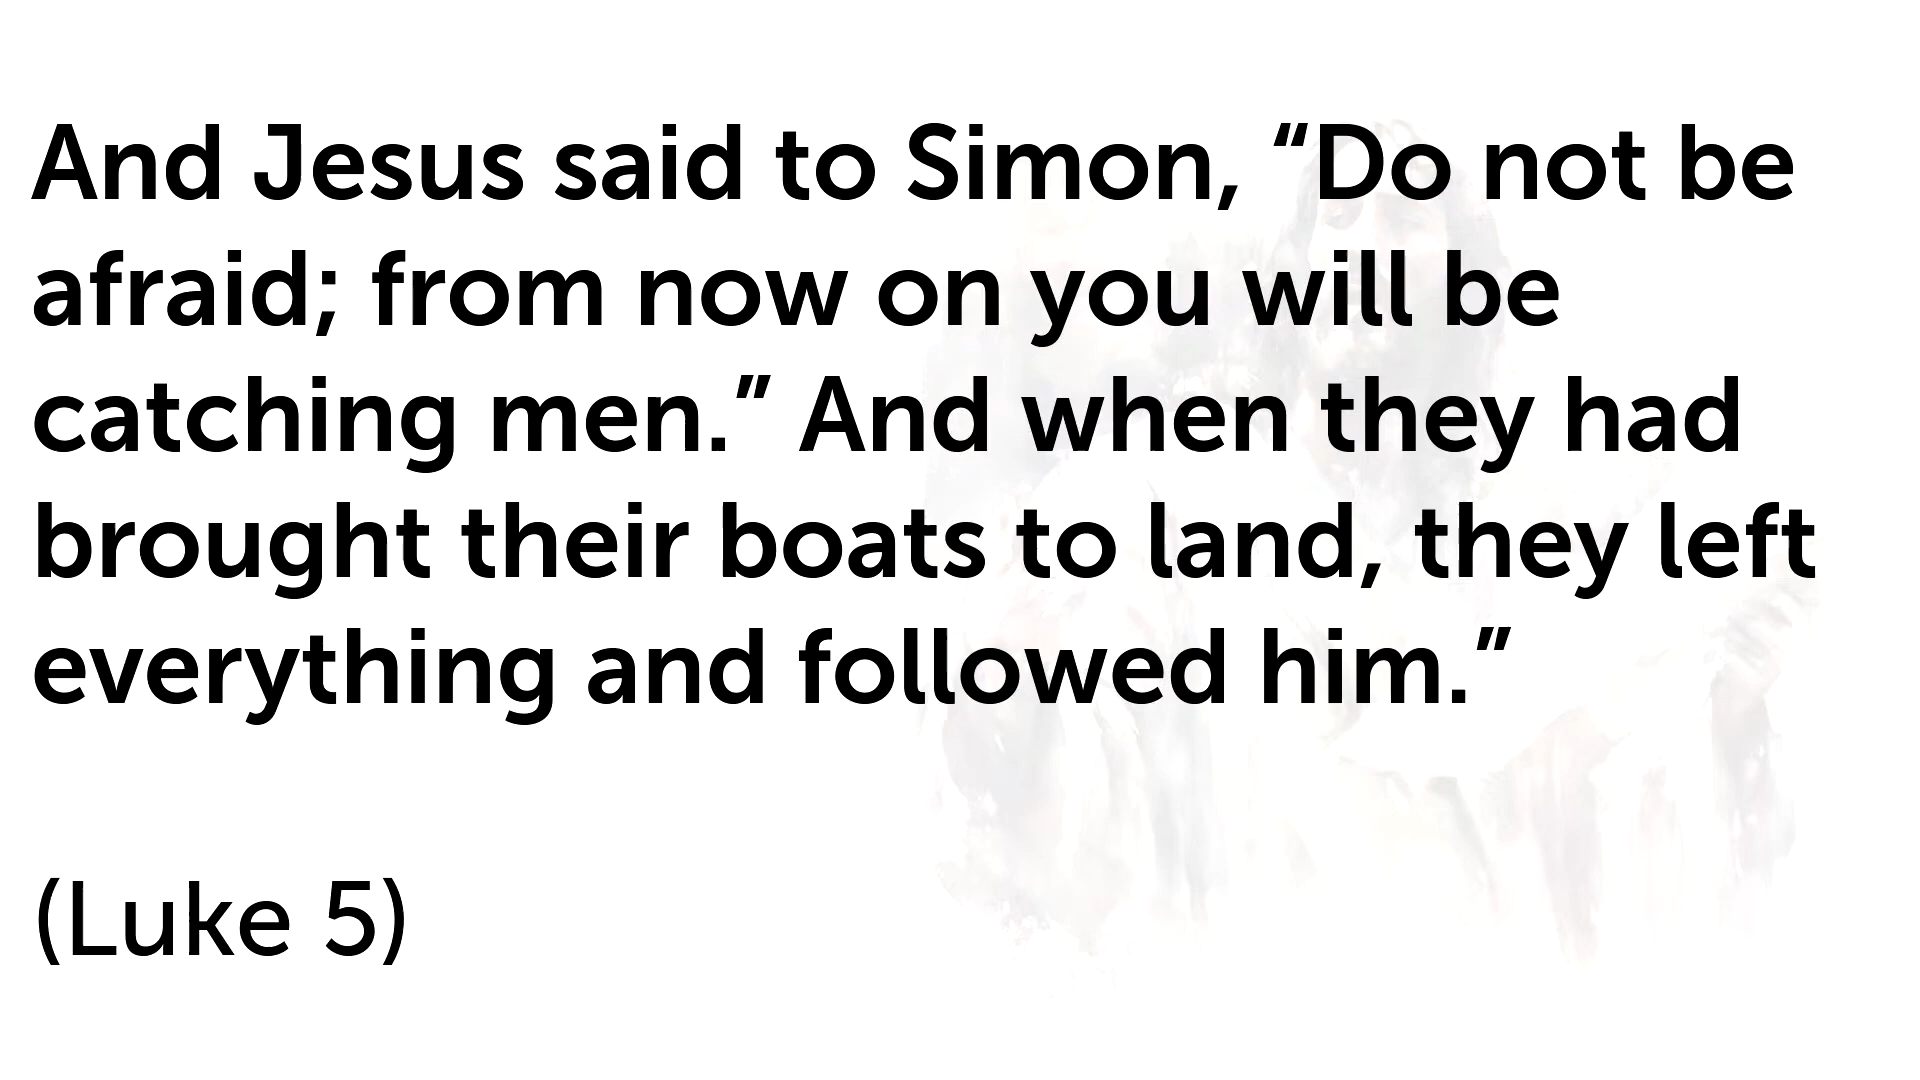 And Jesus said to Simon, “Do not be
afraid; from now on you will be
catching men.” And when they had
brought their boats to land, they left
everything and followed him.”
(Luke 5)